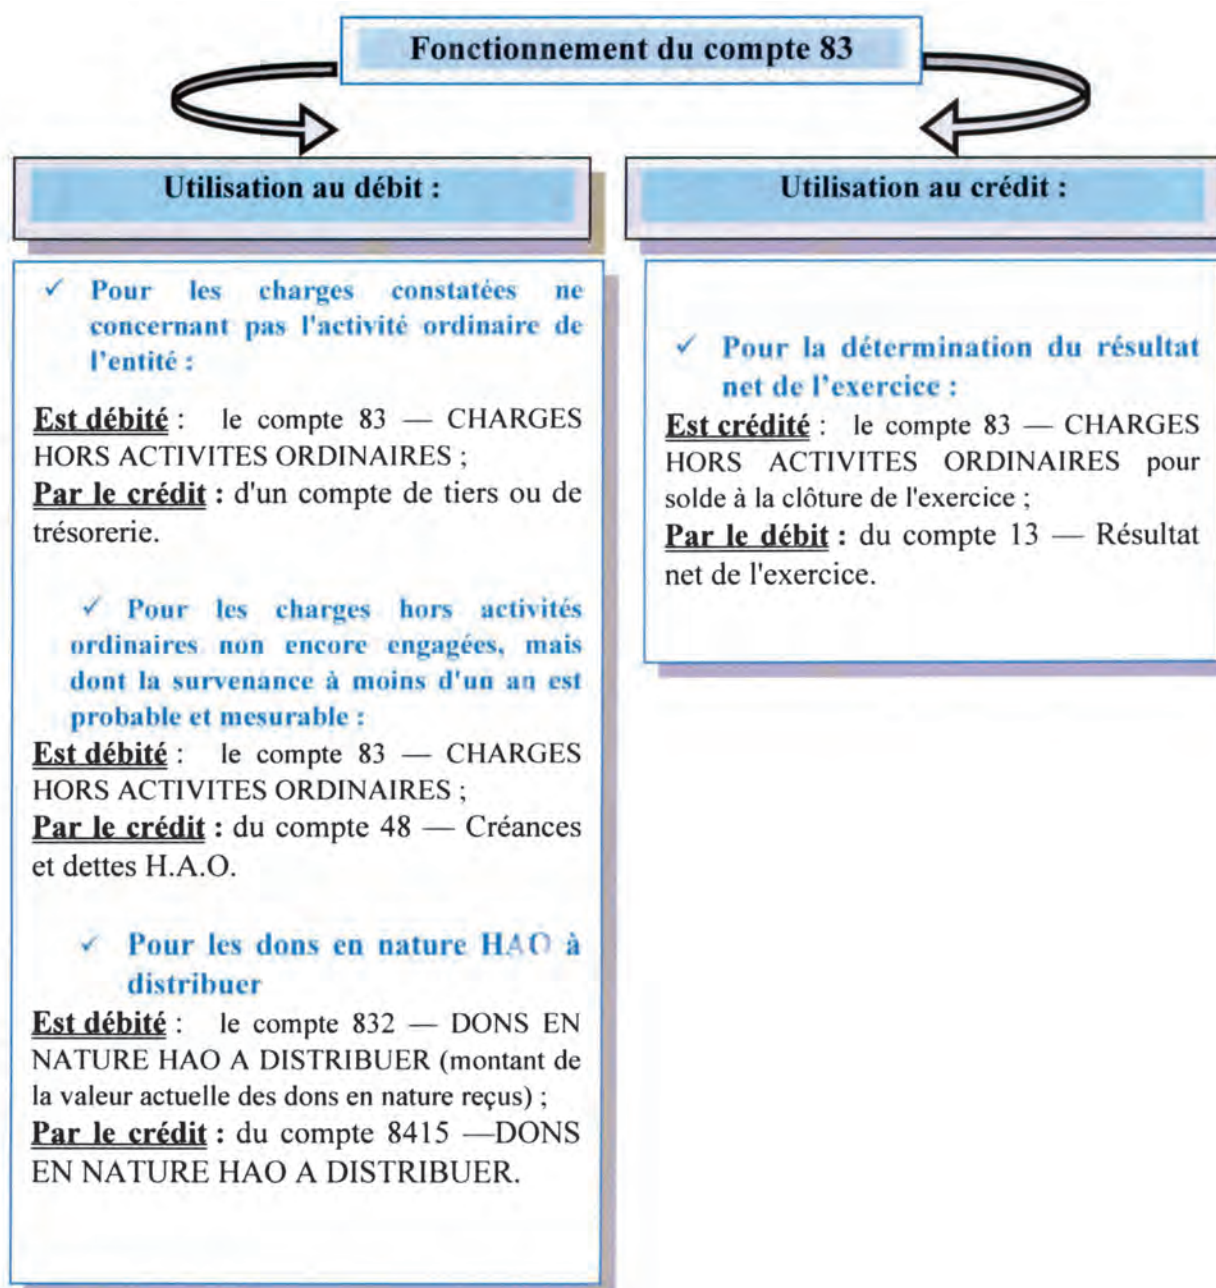 Fonctionnement du compte 83
Utilisation au débit :
✓ Pour les charges constatées ne
concernant pas l'activité ordinaire de
l'entité :
Est débité : le compte 83 — CHARGES
HORS ACTIVITES ORDINAIRES ;
Par le crédit : d'un compte de tiers ou de
trésorerie.
✓ Pour les charges hors activités
ordinaires non encore engagées, mais
dont la survenance à moins d'un an est
probable et mesurable :
Est débité : le compte 83 — CHARGES
HORS ACTIVITES ORDINAIRES ;
Par le crédit : du compte 48 — Créances
et dettes H.A.O.
✓ Pour les dons en nature HAO à
distribuer
Est débité : le compte 832 — DONS EN
NATURE HAO A DISTRIBUER (montant de
la valeur actuelle des dons en nature reçus) ;
Par le crédit : du compte 8415 —DONS
EN NATURE HAO A DISTRIBUER.
Utilisation au crédit :
✓ Pour la détermination du résultat
net de l'exercice :
Est crédité : le compte 83 — CHARGES
HORS ACTIVITES ORDINAIRES pour
solde à la clôture de l'exercice ;
Par le débit : du compte 13 — Résultat
net de l'exercice.